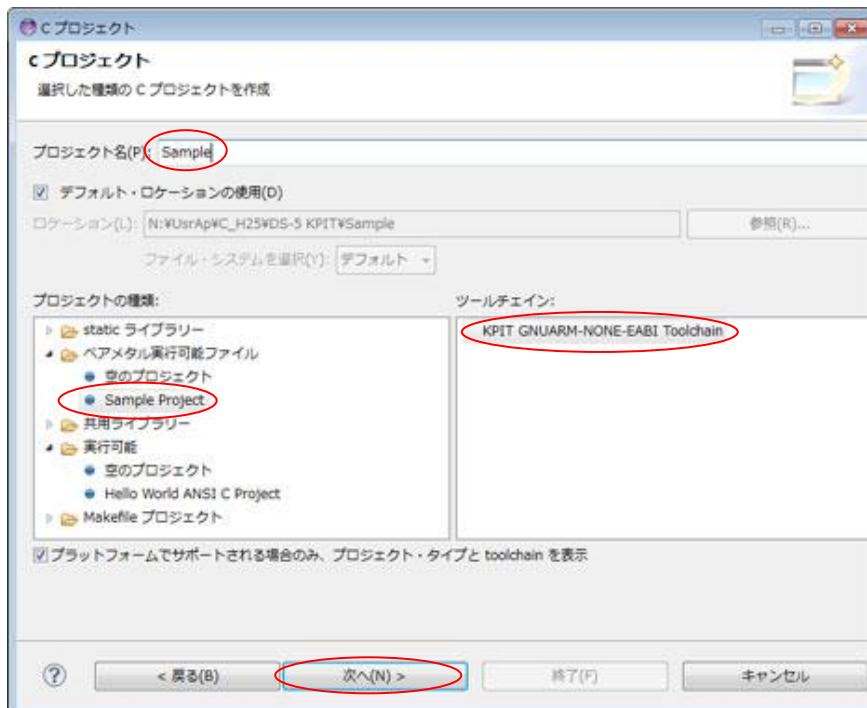 C プロジェクト
C プロジェクト
選択した種類の C プロジェクトを作成
プロジェクト名(P): Sample
デフォルト・ロケーションの使用(D)
ロケーション(L): N:¥UsrAp¥C_H25¥DS-5 KPIT¥Sample 参照(R)...
ファイル・システムを選択(Y): デフォルト
プロジェクトの種類: ツールチェイン:
static ライブラリー KPIT GNUARM-NONE-EABI Toolchain
ベアメタル実行可能ファイル
空のプロジェクト
Sample Project
共用ライブラリー
実行可能
空のプロジェクト
Hello World ANSI C Project
Makefile プロジェクト
プラットフォームでサポートされる場合のみ、プロジェクト・タイプと toolchain を表示
? < 戻る(B) 次へ(N) > 終了(F) キャンセル